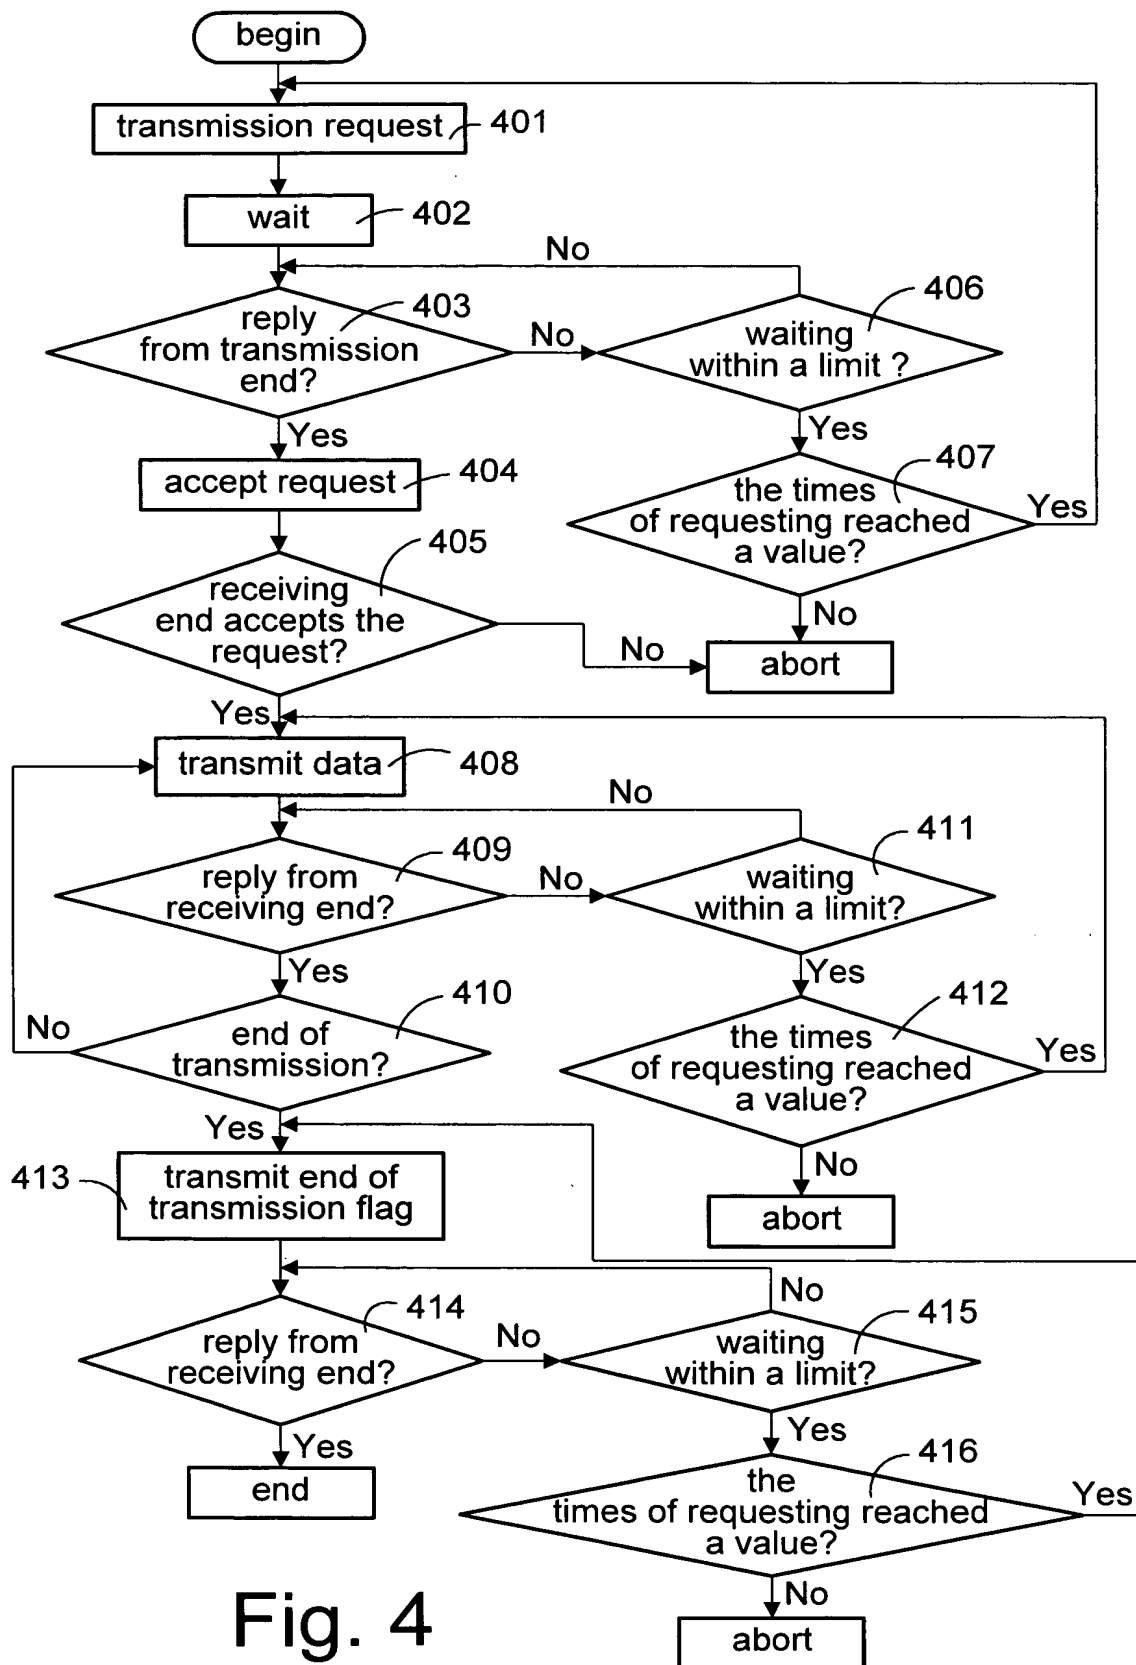 begin
transmission request
401
wait
402
No
reply
from transmission
end?
403
No
waiting
within a limit ?
406
Yes
Yes
accept request
404
the times
of requesting reached
a value?
407
Yes
receiving
end accepts the
request?
405
No
No
abort
Yes
transmit data
408
No
reply from
receiving end?
409
No
waiting
within a limit?
411
Yes
Yes
No
end of
transmission?
410
the times
of requesting reached
a value?
412
Yes
Yes
No
413
transmit end of
transmission flag
abort
No
reply from
receiving end?
414
No
waiting
within a limit?
415
Yes
Yes
end
the
times of requesting reached
a value?
416
Yes
No
abort
Fig. 4